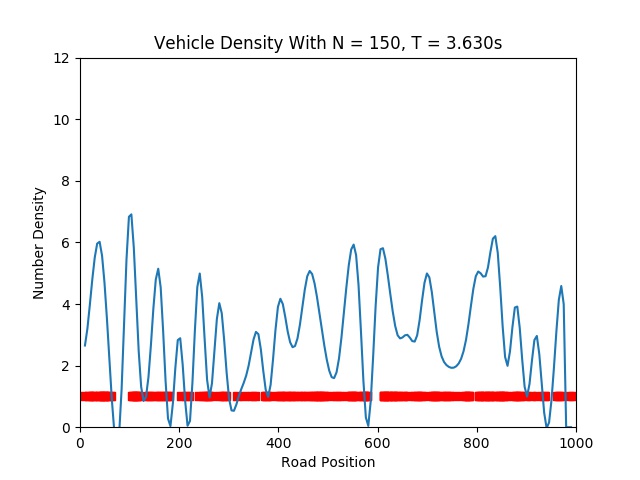 Vehicle Density With N = 150, T = 3.630s
12
10
8
6
4
2
0
Number Density
0 200 400 600 800 1000
Road Position